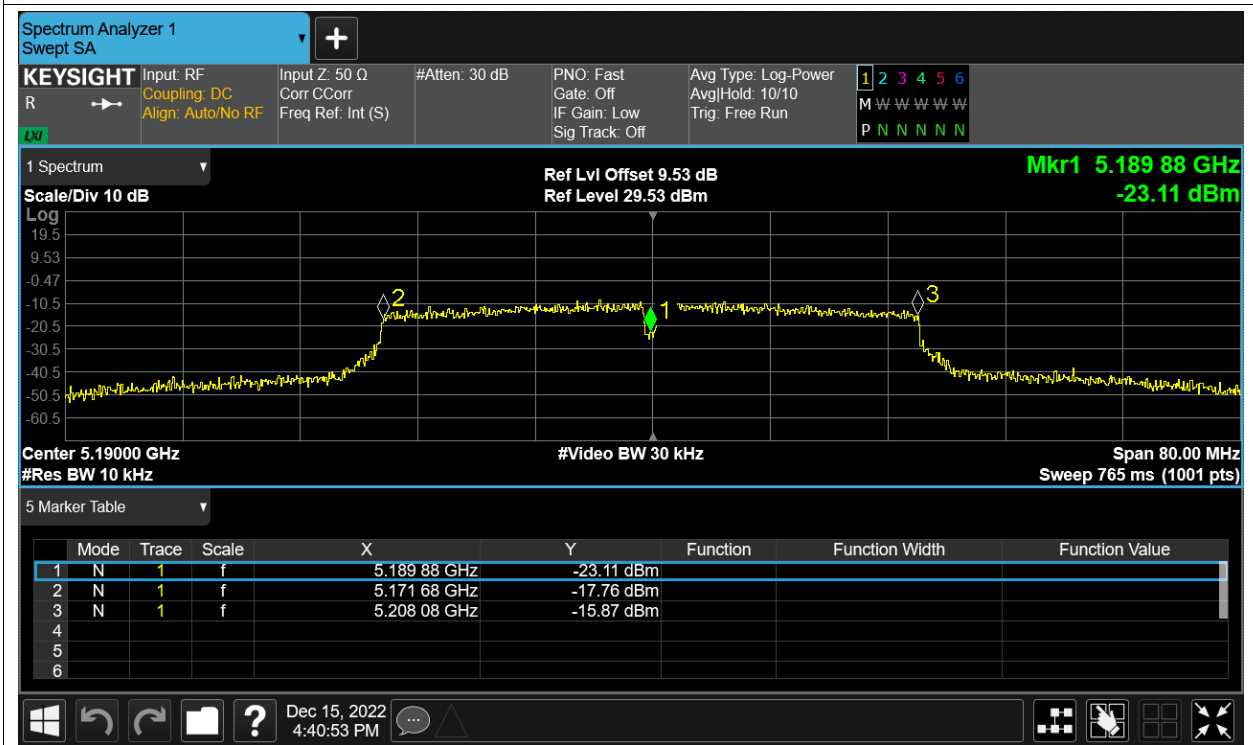 Spectrum Analyzer 1
Swept SA
KEYSIGHT
R
LXI
Input: RF
Coupling: DC
Align: Auto/No RF
Input Z: 50 Ω
Corr CCorr
Freq Ref: Int (S)
#Atten: 30 dB
PNO: Fast
Gate: Off
IF Gain: Low
Sig Track: Off
Avg Type: Log-Power
Avg|Hold: 10/10
Trig: Free Run
1 2 3 4 5 6
M W W W W W
P N N N N N
1 Spectrum
Scale/Div 10 dB
Ref Lvl Offset 9.53 dB
Ref Level 29.53 dBm
Mkr1 5.189 88 GHz
-23.11 dBm
Log
19.5
9.53
-0.47
-10.5
-20.5
-30.5
-40.5
-50.5
-60.5
2
1
3
Center 5.19000 GHz
#Res BW 10 kHz
#Video BW 30 kHz
Span 80.00 MHz
Sweep 765 ms (1001 pts)
5 Marker Table
Mode Trace Scale X Y Function Function Width Function Value
1 N 1 f 5.189 88 GHz -23.11 dBm
2 N 1 f 5.171 68 GHz -17.76 dBm
3 N 1 f 5.208 08 GHz -15.87 dBm
4
5
6
?
Dec 15, 2022
4:40:53 PM